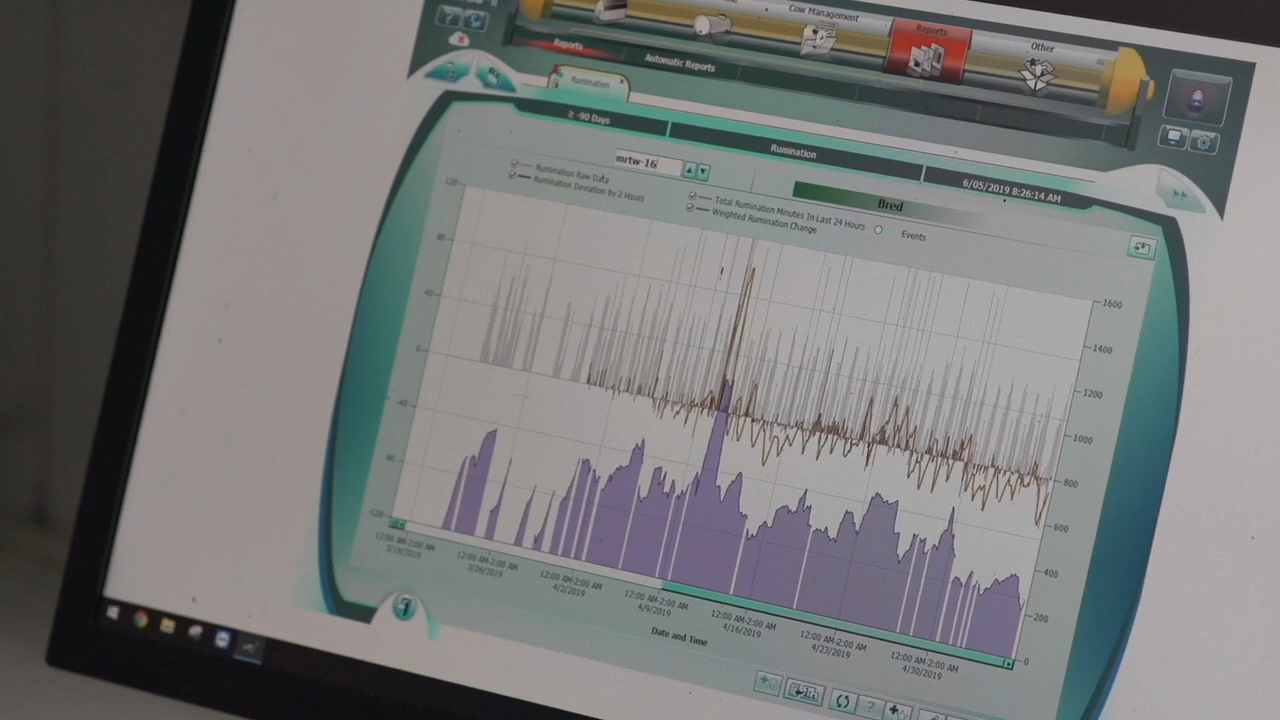 Cow Management
Reports
Other
Reports
Automatic Reports
Rumination
≥ -90 Days
Rumination
6/05/2019 8:26:14 AM
mrtw-16
Bred
Rumination Raw Data
Rumination Deviation by 2 Hours
Total Rumination Minutes In Last 24 Hours
Weighted Rumination Change
Events
120
80
40
0
-40
-80
-120
1600
1400
1200
1000
800
600
400
200
0
12:00 AM-2:00 AM
3/19/2019
12:00 AM-2:00 AM
3/26/2019
12:00 AM-2:00 AM
4/2/2019
12:00 AM-2:00 AM
4/9/2019
12:00 AM-2:00 AM
4/16/2019
12:00 AM-2:00 AM
4/23/2019
12:00 AM-2:00 AM
4/30/2019
Date and Time